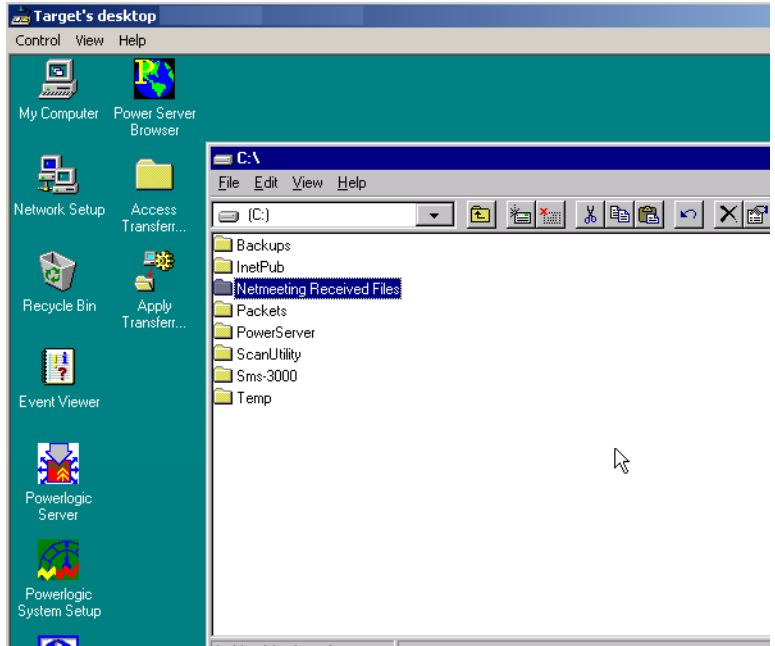 Target's desktop
Control View Help
My Computer
Power Server
Browser
Network Setup
Access
Transferr...
Recycle Bin
Apply
Transferr...
Event Viewer
Powerlogic
Server
Powerlogic
System Setup
C:\
File Edit View Help
(C:)
Backups
InetPub
Netmeeting Received Files
Packets
PowerServer
ScanUtility
Sms-3000
Temp